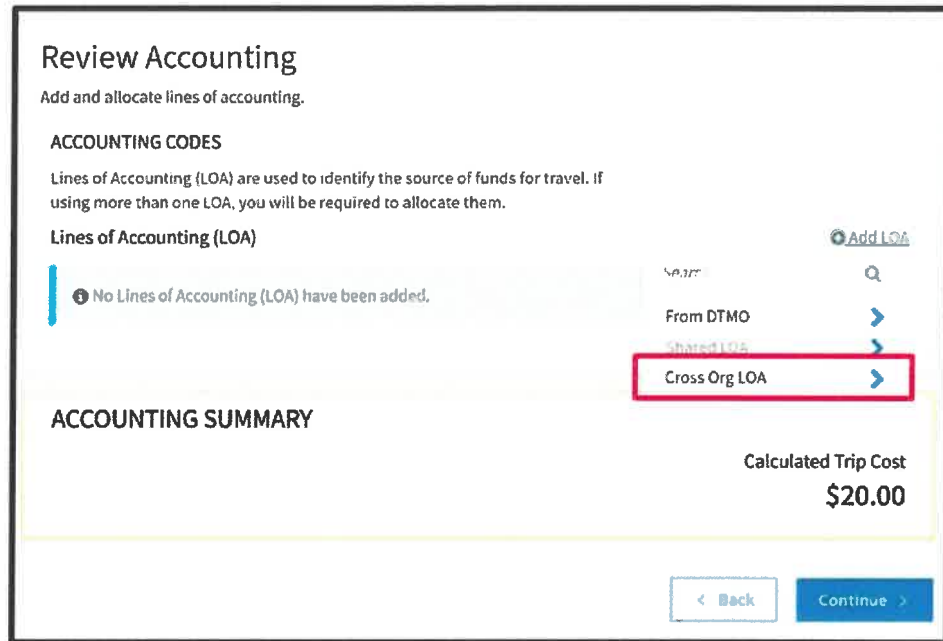 Review Accounting
Add and allocate lines of accounting.
ACCOUNTING CODES
Lines of Accounting (LOA) are used to identify the source of funds for travel. If
using more than one LOA, you will be required to allocate them.
Lines of Accounting (LOA)
Add LOA
No Lines of Accounting (LOA) have been added.
From DTMO
Shared LOA
Cross Org LOA
ACCOUNTING SUMMARY
Calculated Trip Cost
$20.00
< Back
Continue >